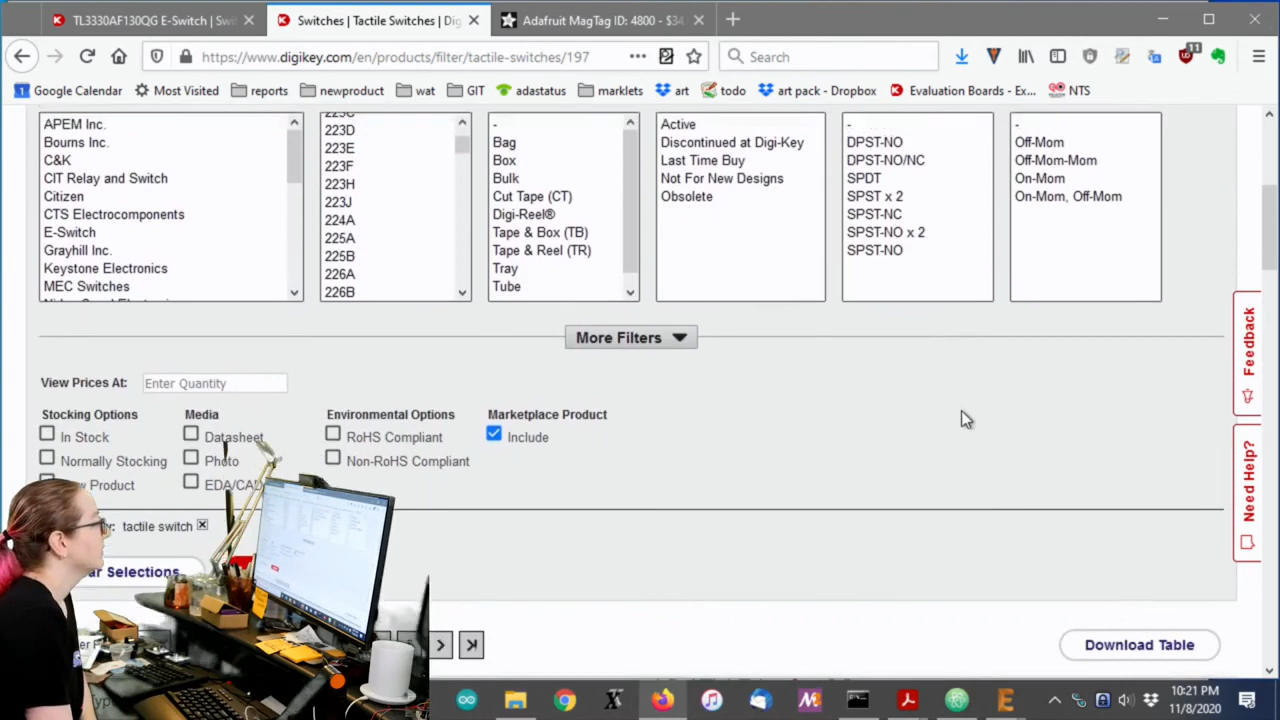 TL3330AF130QG E-Switch | Swi
Switches | Tactile Switches | Dig
Adafruit MagTag ID: 4800 - $34
https://www.digikey.com/en/products/filter/tactile-switches/197
Search
11
Google Calendar
Most Visited
reports
newproduct
wat
GIT
adastatus
marklets
art
todo
art pack - Dropbox
Evaluation Boards - Ex...
NTS
APEM Inc.
Bourns Inc.
C&K
CIT Relay and Switch
Citizen
CTS Electrocomponents
E-Switch
Grayhill Inc.
Keystone Electronics
MEC Switches
223D
223E
223F
223H
223J
224A
225A
225B
226A
226B
-
Bag
Box
Bulk
Cut Tape (CT)
Digi-Reel®
Tape & Box (TB)
Tape & Reel (TR)
Tray
Tube
Active
Discontinued at Digi-Key
Last Time Buy
Not For New Designs
Obsolete
-
DPST-NO
DPST-NO/NC
SPDT
SPST x 2
SPST-NC
SPST-NO x 2
SPST-NO
-
Off-Mom
Off-Mom-Mom
On-Mom
On-Mom, Off-Mom
More Filters
View Prices At:
Enter Quantity
Stocking Options
In Stock
Normally Stocking
Product
Media
Datasheet
Photo
EDA/CAD
Environmental Options
RoHS Compliant
Non-RoHS Compliant
Marketplace Product
Include
tactile switch
Selections
Download Table
Feedback
Need Help?
10:21 PM
11/8/2020